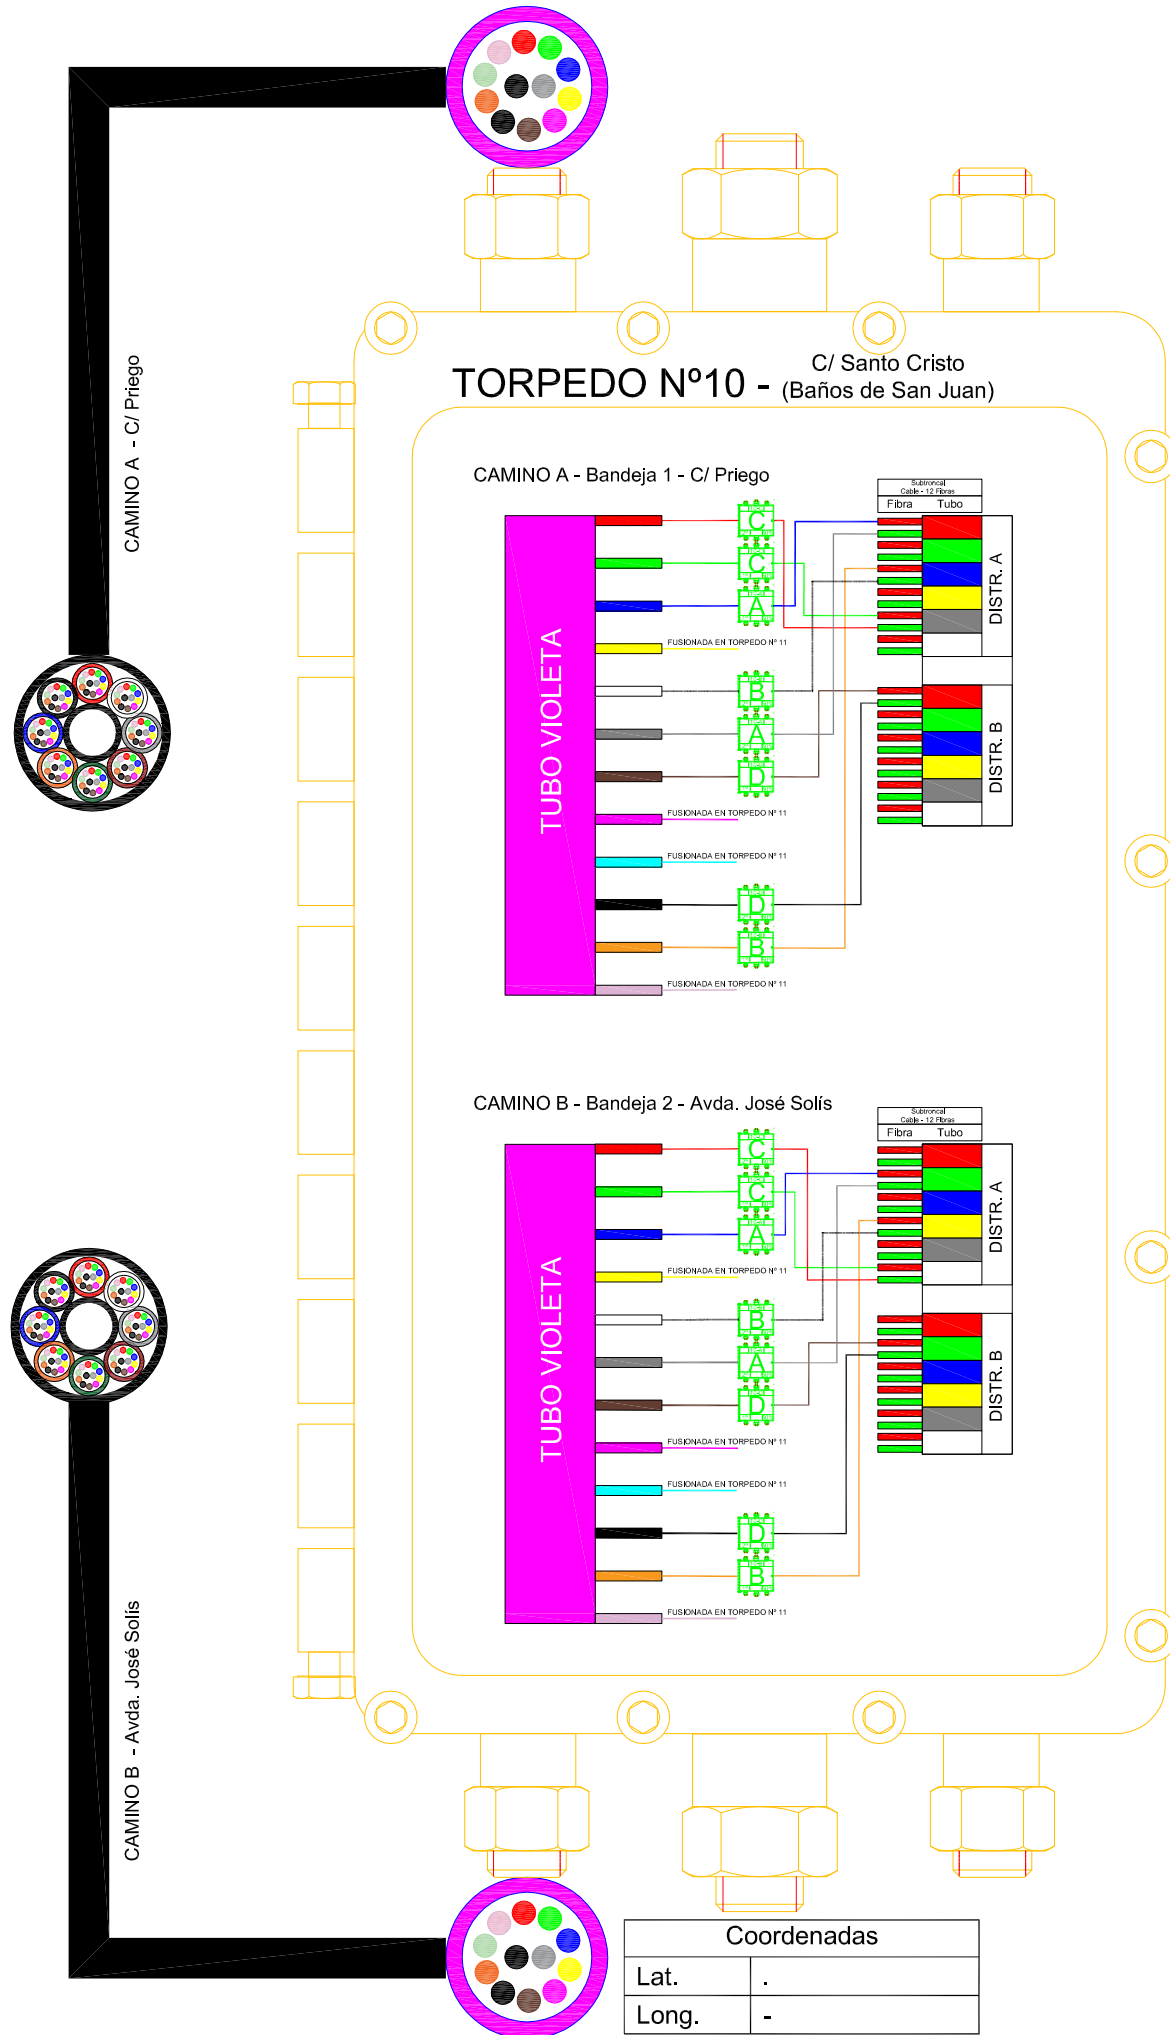 TORPEDO Nº10 -
C/ Santo Cristo
(Baños de San Juan)
CAMINO A - C/ Priego
CAMINO A - Bandeja 1 - C/ Priego
Subtroncal
Cable - 12 Fibras
Fibra Tubo
TUBO VIOLETA
C
C
A
FUSIONADA EN TORPEDO Nº 11
B
A
D
FUSIONADA EN TORPEDO Nº 11
FUSIONADA EN TORPEDO Nº 11
D
B
FUSIONADA EN TORPEDO Nº 11
DISTR. A
DISTR. B
CAMINO B - Bandeja 2 - Avda. José Solís
Subtroncal
Cable - 12 Fibras
Fibra Tubo
TUBO VIOLETA
C
C
A
FUSIONADA EN TORPEDO Nº 11
B
A
D
FUSIONADA EN TORPEDO Nº 11
FUSIONADA EN TORPEDO Nº 11
D
B
FUSIONADA EN TORPEDO Nº 11
DISTR. A
DISTR. B
CAMINO B - Avda. José Solís
Coordenadas
Lat. .
Long. -